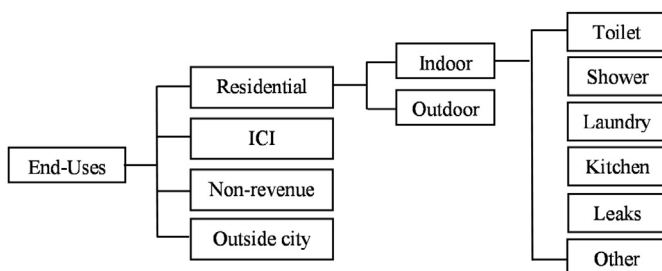 End-Uses
Residential
ICI
Non-revenue
Outside city
Indoor
Outdoor
Toilet
Shower
Laundry
Kitchen
Leaks
Other